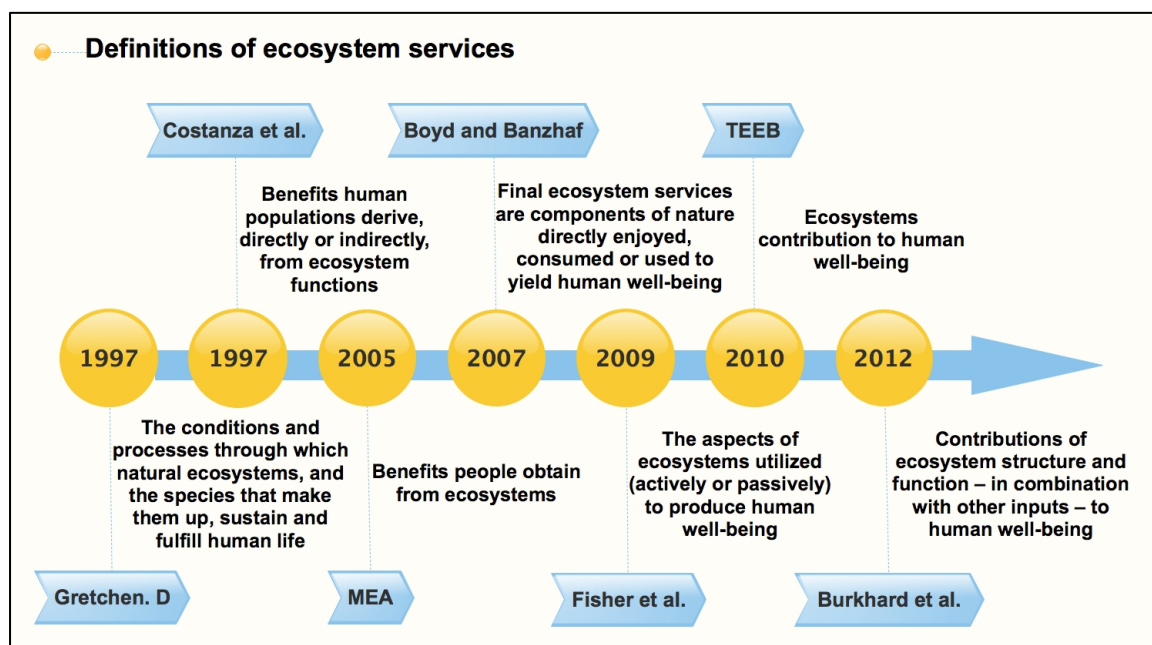 Definitions of ecosystem services
Costanza et al.
Boyd and Banzhaf
TEEB
Benefits human
populations derive,
directly or indirectly,
from ecosystem
functions
Final ecosystem services
are components of nature
directly enjoyed,
consumed or used to
yield human well-being
Ecosystems
contribution to human
well-being
1997
1997
2005
2007
2009
2010
2012
The conditions and
processes through which
natural ecosystems, and
the species that make
them up, sustain and
fulfill human life
Benefits people obtain
from ecosystems
The aspects of
ecosystems utilized
(actively or passively)
to produce human
well-being
Contributions of
ecosystem structure and
function – in combination
with other inputs – to
human well-being
Gretchen. D
MEA
Fisher et al.
Burkhard et al.